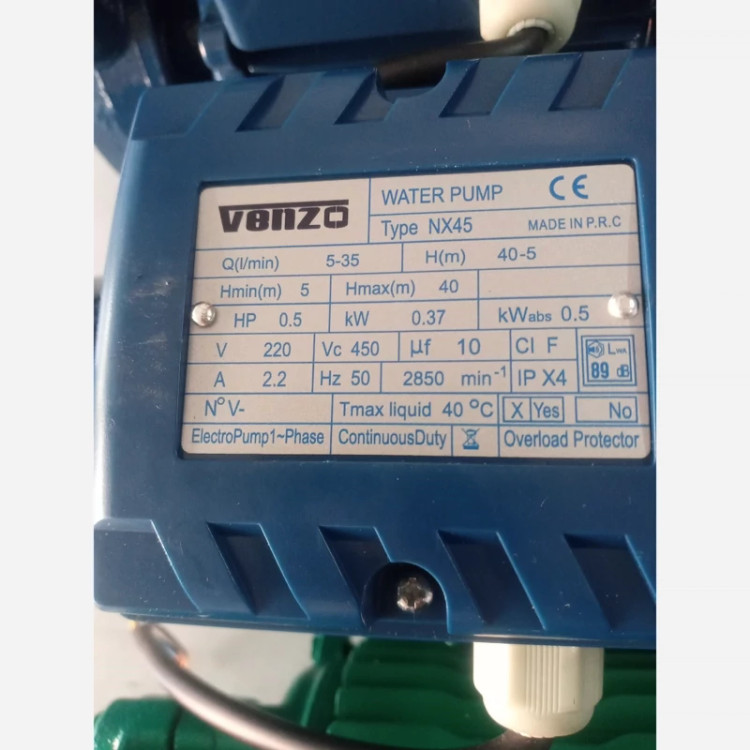 VENZO
WATER PUMP CE
Type NX45 MADE IN P.R.C
Q(l/min) 5-35 H(m) 40-5
Hmin(m) 5 Hmax(m) 40
HP 0.5 kW 0.37 kWabs 0.5
V 220 Vc 450 µf 10 Cl F LWA
A 2.2 Hz 50 2850 min-1 IP X4 89 dB
N° V- Tmax liquid 40 °C X Yes No
ElectroPump1~Phase ContinuousDuty Overload Protector